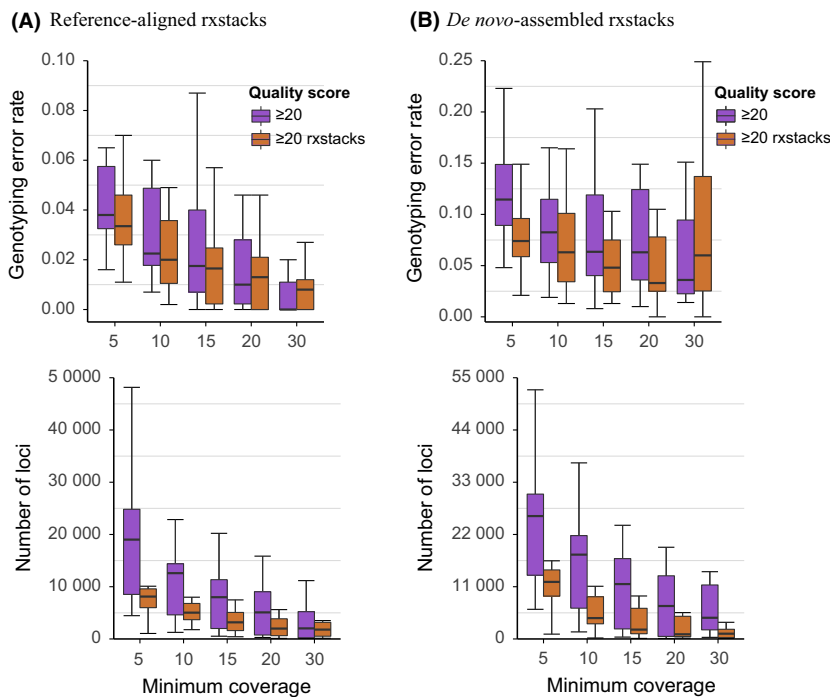 (A) Reference-aligned rxstacks
Genotyping error rate
0.10
0.08
0.06
0.04
0.02
0.00
Quality score
≥20
≥20 rxstacks
5 10 15 20 30
Number of loci
5 0000
40 000
30 000
20 000
10 000
0
5 10 15 20 30
Minimum coverage
(B) De novo-assembled rxstacks
Genotyping error rate
0.25
0.20
0.15
0.10
0.05
0.00
Quality score
≥20
≥20 rxstacks
5 10 15 20 30
Number of loci
55 000
44 000
33 000
22 000
11 000
0
5 10 15 20 30
Minimum coverage